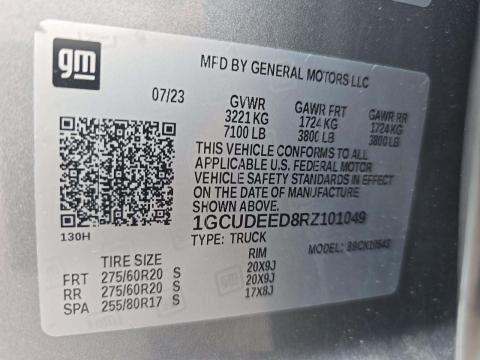 gm
MFD BY GENERAL MOTORS LLC
07/23 GVWR GAWR FRT GAWR RR
3221 KG 1724 KG 1724 KG
7100 LB 3800 LB 3800 LB
THIS VEHICLE CONFORMS TO ALL
APPLICABLE U.S. FEDERAL MOTOR
VEHICLE SAFETY STANDARDS IN EFFECT
ON THE DATE OF MANUFACTURE
SHOWN ABOVE.
1GCUDEED8RZ101049
TYPE: TRUCK MODEL:
130H
TIRE SIZE RIM
FRT 275/60R20 S 20X9J
RR 275/60R20 S 20X9J
SPA 255/80R17 S 17X8J